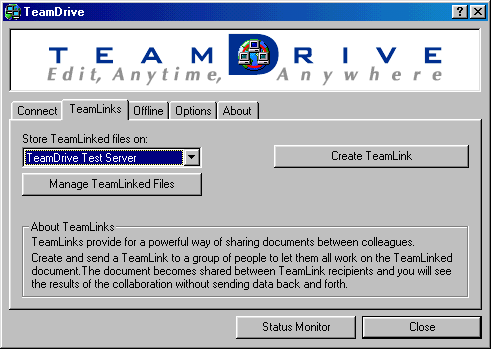 TeamDrive
TEAMDRIVE
Edit, Anytime, Anywhere
Connect TeamLinks Offline Options About
Store TeamLinked files on:
TeamDrive Test Server
Create TeamLink
Manage TeamLinked Files
About TeamLinks
TeamLinks provide for a powerful way of sharing documents between colleagues.
Create and send a TeamLink to a group of people to let them all work on the TeamLinked
document.The document becomes shared between TeamLink recipients and you will see
the results of the collaboration without sending data back and forth.
Status Monitor Close